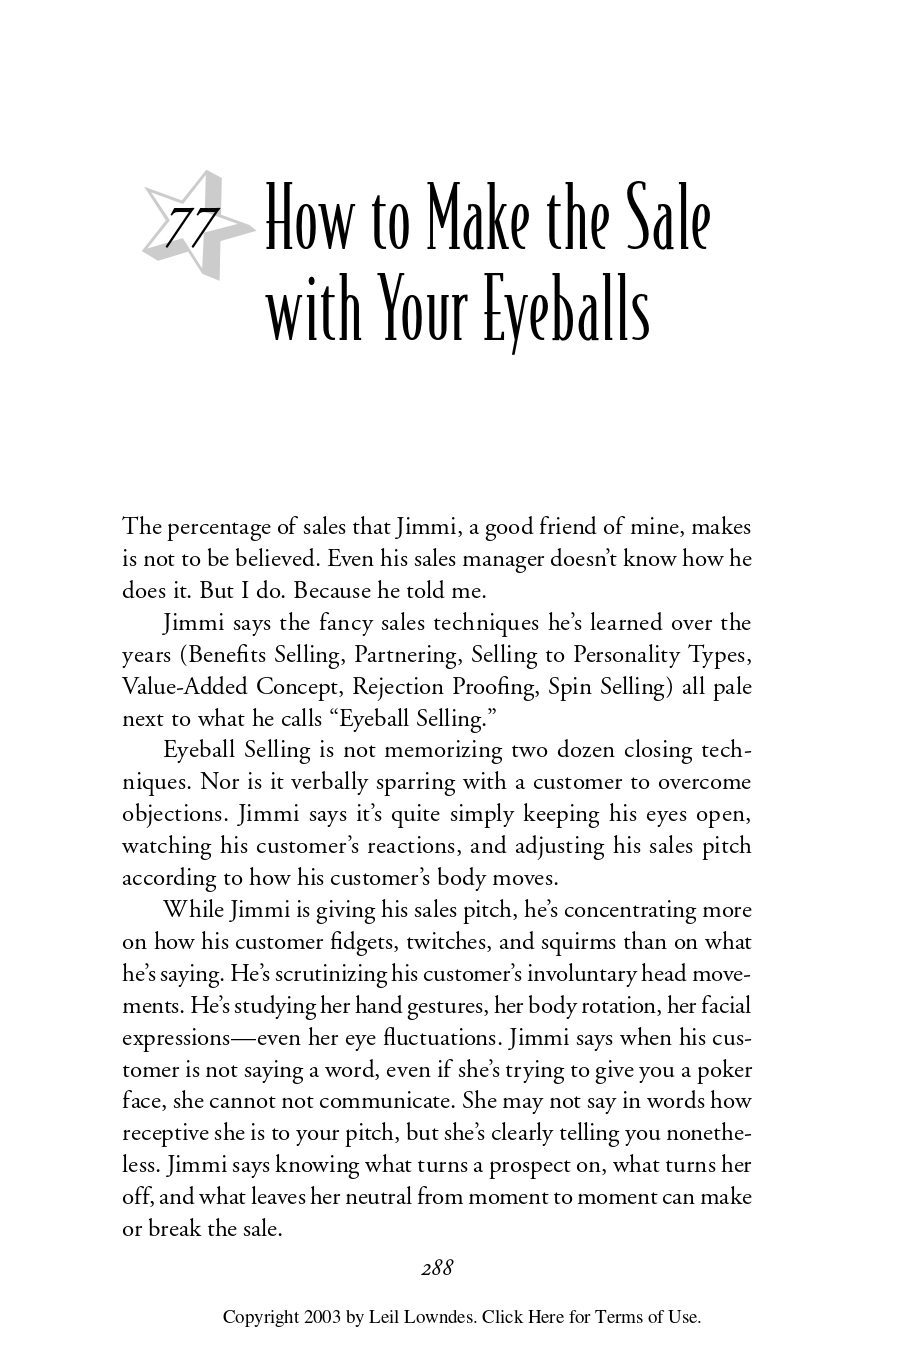 77
How to Make the Sale
with Your Eyeballs
The percentage of sales that Jimmi, a good friend of mine, makes
is not to be believed. Even his sales manager doesn’t know how he
does it. But I do. Because he told me.
Jimmi says the fancy sales techniques he’s learned over the
years (Benefits Selling, Partnering, Selling to Personality Types,
Value-Added Concept, Rejection Proofing, Spin Selling) all pale
next to what he calls “Eyeball Selling.”
Eyeball Selling is not memorizing two dozen closing tech-
niques. Nor is it verbally sparring with a customer to overcome
objections. Jimmi says it’s quite simply keeping his eyes open,
watching his customer’s reactions, and adjusting his sales pitch
according to how his customer’s body moves.
While Jimmi is giving his sales pitch, he’s concentrating more
on how his customer fidgets, twitches, and squirms than on what
he’s saying. He’s scrutinizing his customer’s involuntary head move-
ments. He’s studying her hand gestures, her body rotation, her facial
expressions—even her eye fluctuations. Jimmi says when his cus-
tomer is not saying a word, even if she’s trying to give you a poker
face, she cannot not communicate. She may not say in words how
receptive she is to your pitch, but she’s clearly telling you nonethe-
less. Jimmi says knowing what turns a prospect on, what turns her
off, and what leaves her neutral from moment to moment can make
or break the sale.
288
Copyright 2003 by Leil Lowndes. Click Here for Terms of Use.